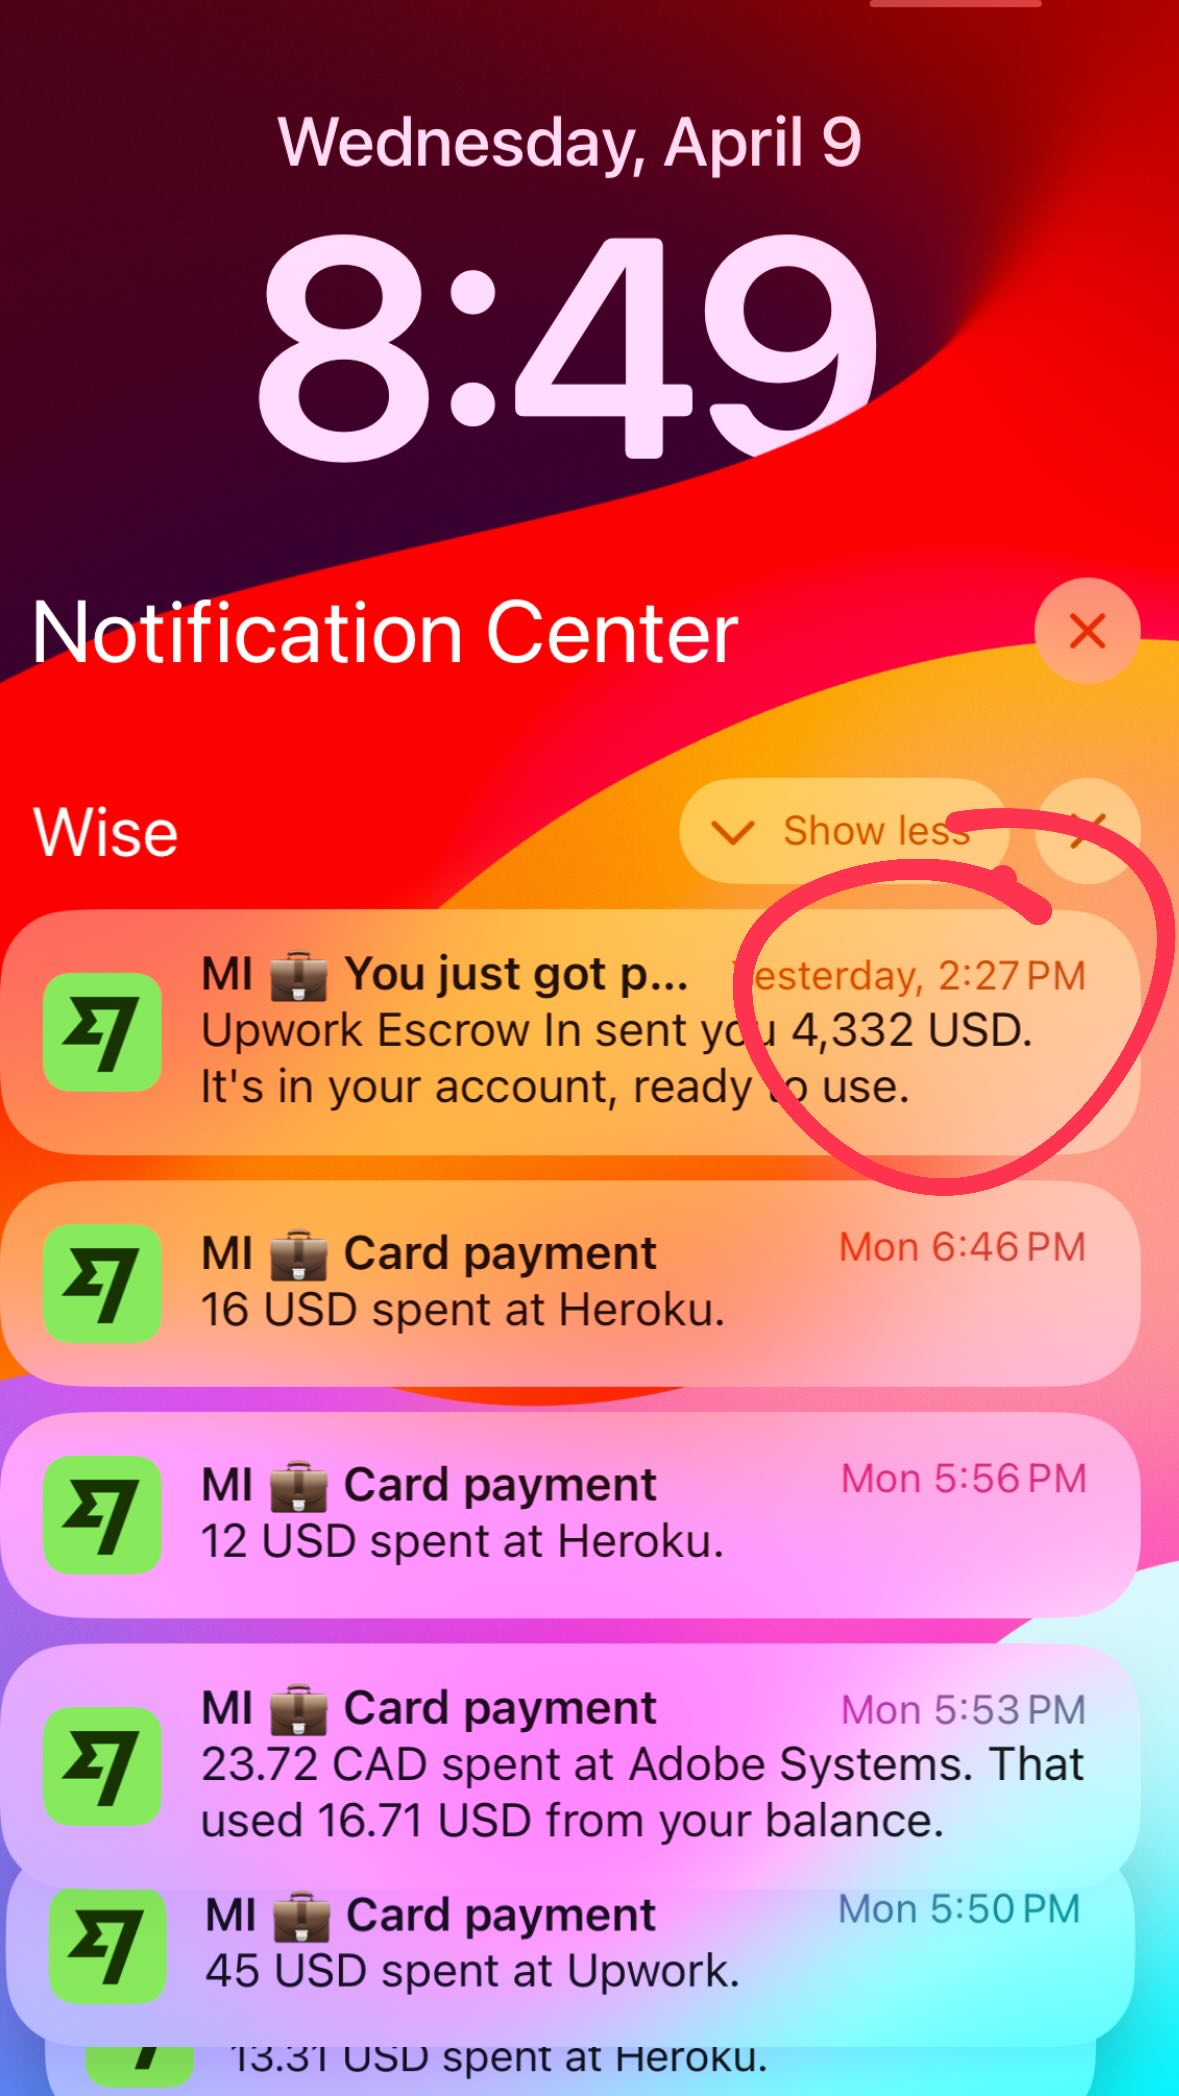 Wednesday, April 9
8:49
Notification Center
Wise
Show less
MI 💼 You just got p... Yesterday, 2:27 PM
Upwork Escrow In sent you 4,332 USD.
It's in your account, ready to use.
MI 💼 Card payment Mon 6:46 PM
16 USD spent at Heroku.
MI 💼 Card payment Mon 5:56 PM
12 USD spent at Heroku.
MI 💼 Card payment Mon 5:53 PM
23.72 CAD spent at Adobe Systems. That
used 16.71 USD from your balance.
MI 💼 Card payment Mon 5:50 PM
45 USD spent at Upwork.
13.31 USD spent at Heroku.